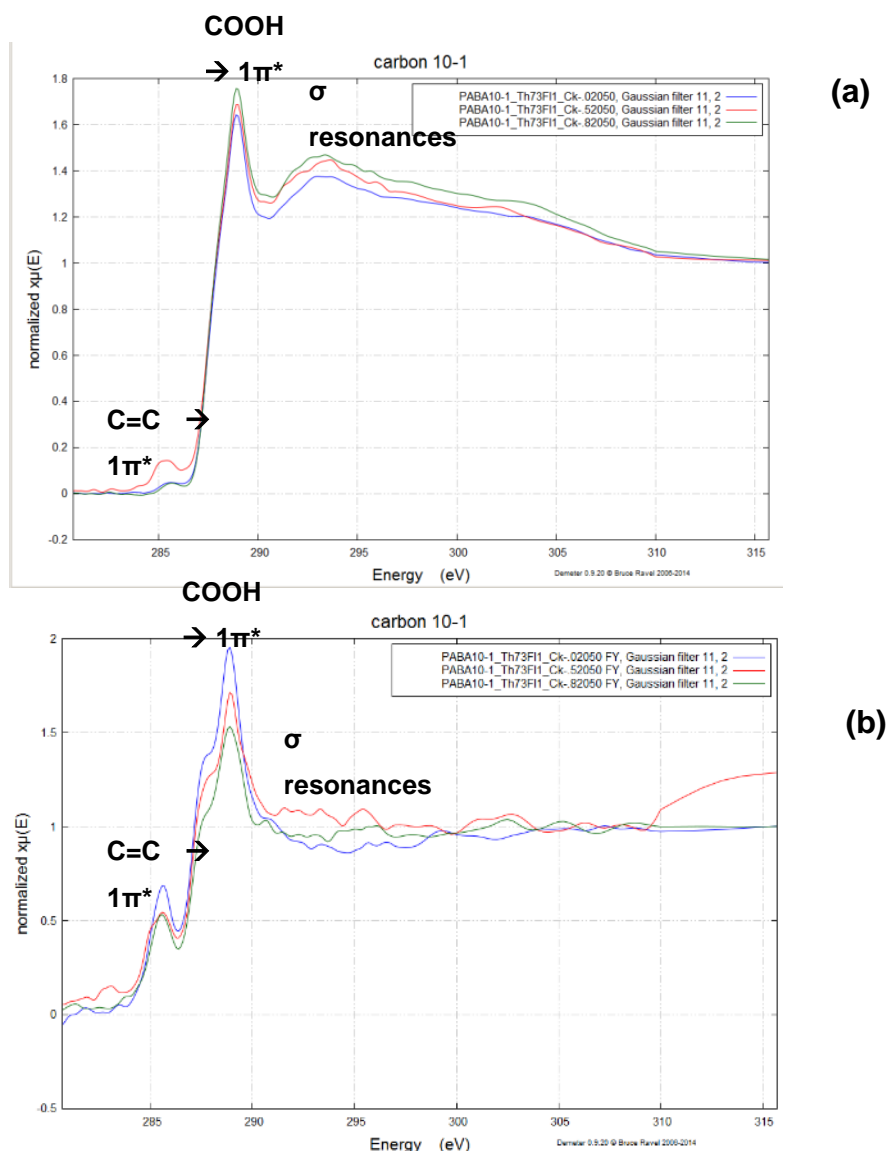 COOH
→ 1π*
carbon 10-1
(a)
σ
resonances
PABA10-1_Th73Fl1_Ck-.02050, Gaussian filter 11, 2
PABA10-1_Th73Fl1_Ck-.52050, Gaussian filter 11, 2
PABA10-1_Th73Fl1_Ck-.82050, Gaussian filter 11, 2
1.8
1.6
1.4
1.2
1
0.8
0.6
0.4
0.2
0
-0.2
normalized xμ(E)
C=C →
1π*
285
290
295
300
305
310
315
Energy (eV)
Demeter 0.9.20 © Bruce Ravel 2006-2014
COOH
→ 1π*
carbon 10-1
(b)
σ
resonances
PABA10-1_Th73Fl1_Ck-.02050 FY, Gaussian filter 11, 2
PABA10-1_Th73Fl1_Ck-.52050 FY, Gaussian filter 11, 2
PABA10-1_Th73Fl1_Ck-.82050 FY, Gaussian filter 11, 2
2
1.5
1
0.5
0
-0.5
normalized xμ(E)
C=C →
1π*
285
290
295
300
305
310
315
Energy (eV)
Demeter 0.9.20 © Bruce Ravel 2006-2014